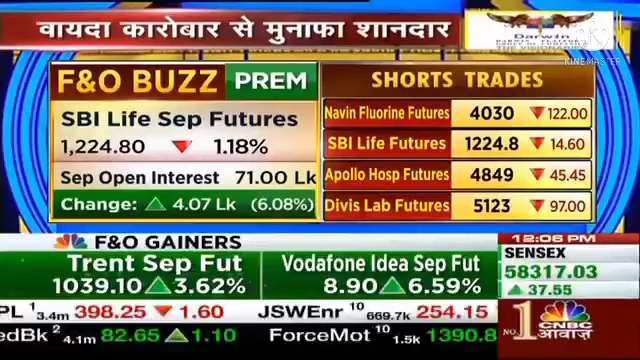 वायदा कारोबार से मुनाफा शानदार
Darwin
KINEMASTER
F&O BUZZ PREM
SBI Life Sep Futures
1,224.80 ▼ 1.18%
Sep Open Interest 71.00 Lk
Change: ▲ 4.07 Lk (6.08%)
SHORTS TRADES
Navin Fluorine Futures 4030 ▼ 122.00
SBI Life Futures 1224.8 ▼ 14.60
Apollo Hosp Futures 4849 ▼ 45.45
Divis Lab Futures 5123 ▼ 97.00
F&O GAINERS
Trent Sep Fut
1039.10 ▲ 3.62%
Vodafone Idea Sep Fut
8.90 ▲ 6.59%
12:06 PM
SENSEX
58317.03
▲ 37.55
PL 1 3.4m 398.25 ▼ 1.60 JSWEnr 10 669.7k 254.15
edBk 2 4.1m 82.65 ▲ 1.10 ForceMot 10 1.5k 1390.8
NO.1 CNBC
आवाज़